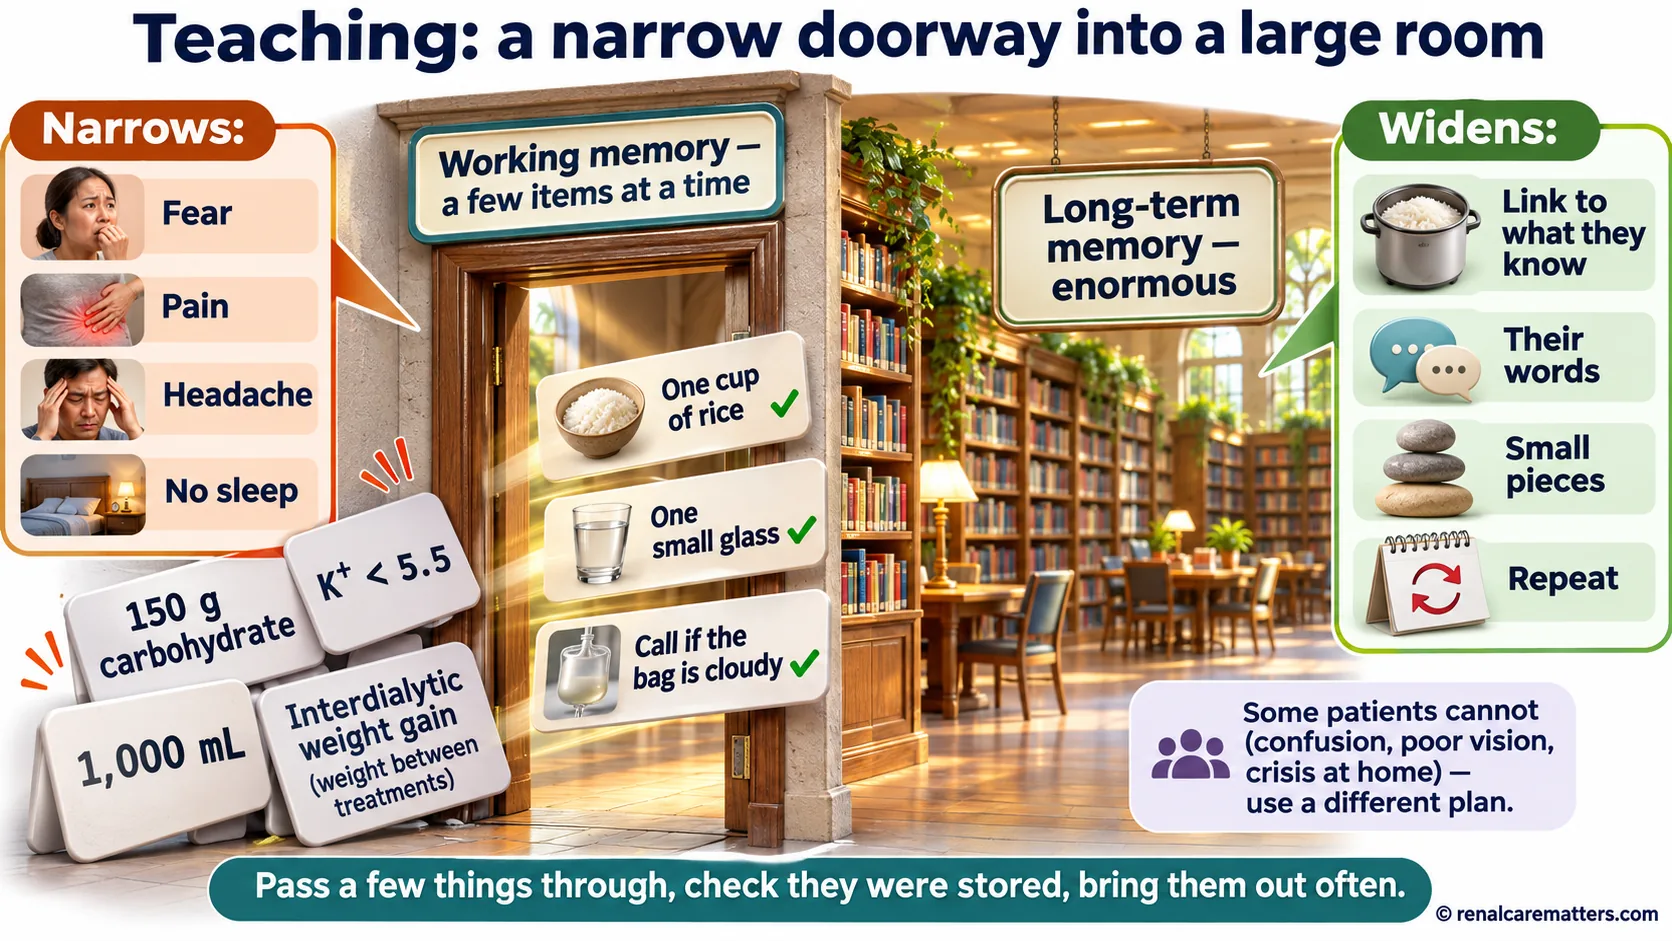 Teaching: a narrow doorway into a large room
Narrows:
Fear
Pain
Headache
No sleep
Working memory —
a few items at a time
Long-term
memory —
enormous
Widens:
Link to
what they
know
Their
words
Small
pieces
Repeat
One cup
of rice
One
small glass
Call if the
bag is cloudy
K⁺ < 5.5
150 g
carbohydrate
1,000 mL
Interdialytic
weight gain
(weight between
treatments)
Some patients cannot
(confusion, poor vision,
crisis at home) —
use a different plan.
Pass a few things through, check they were stored, bring them out often.
© renalcarematters.com